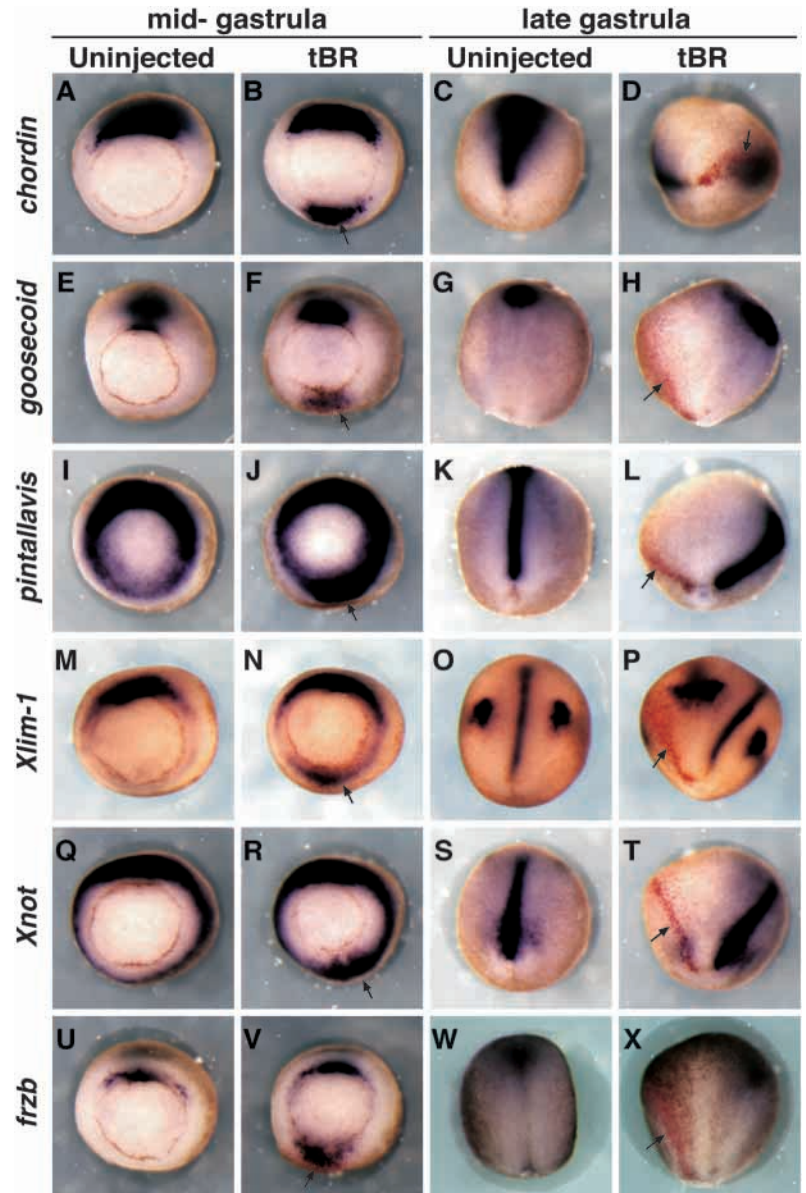 mid- gastrula late gastrula
Uninjected tBR Uninjected tBR
chordin
A B C D
goosecoid
E F G H
pintallavis
I J K L
Xlim-1
M N O P
Xnot
Q R S T
frzb
U V W X